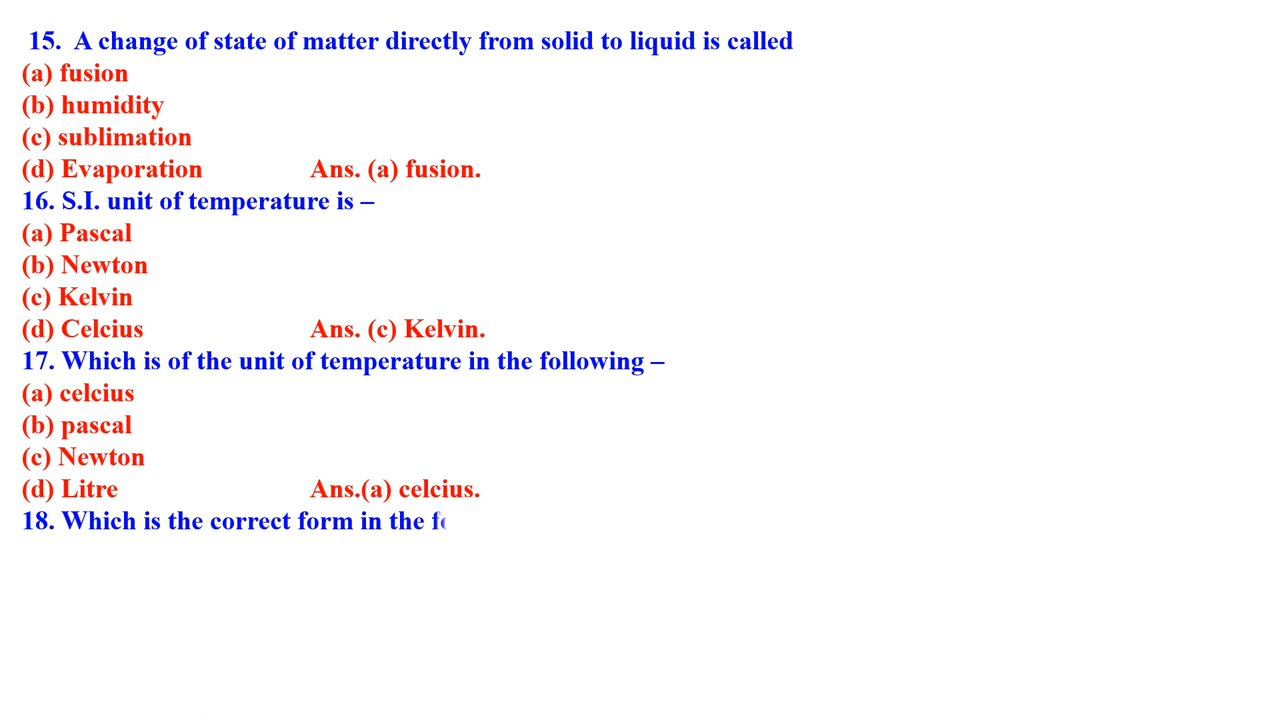 15. A change of state of matter directly from solid to liquid is called
(a) fusion
(b) humidity
(c) sublimation
(d) Evaporation Ans. (a) fusion.
16. S.I. unit of temperature is –
(a) Pascal
(b) Newton
(c) Kelvin
(d) Celcius Ans. (c) Kelvin.
17. Which is of the unit of temperature in the following –
(a) celcius
(b) pascal
(c) Newton
(d) Litre Ans.(a) celcius.
18. Which is the correct form in the